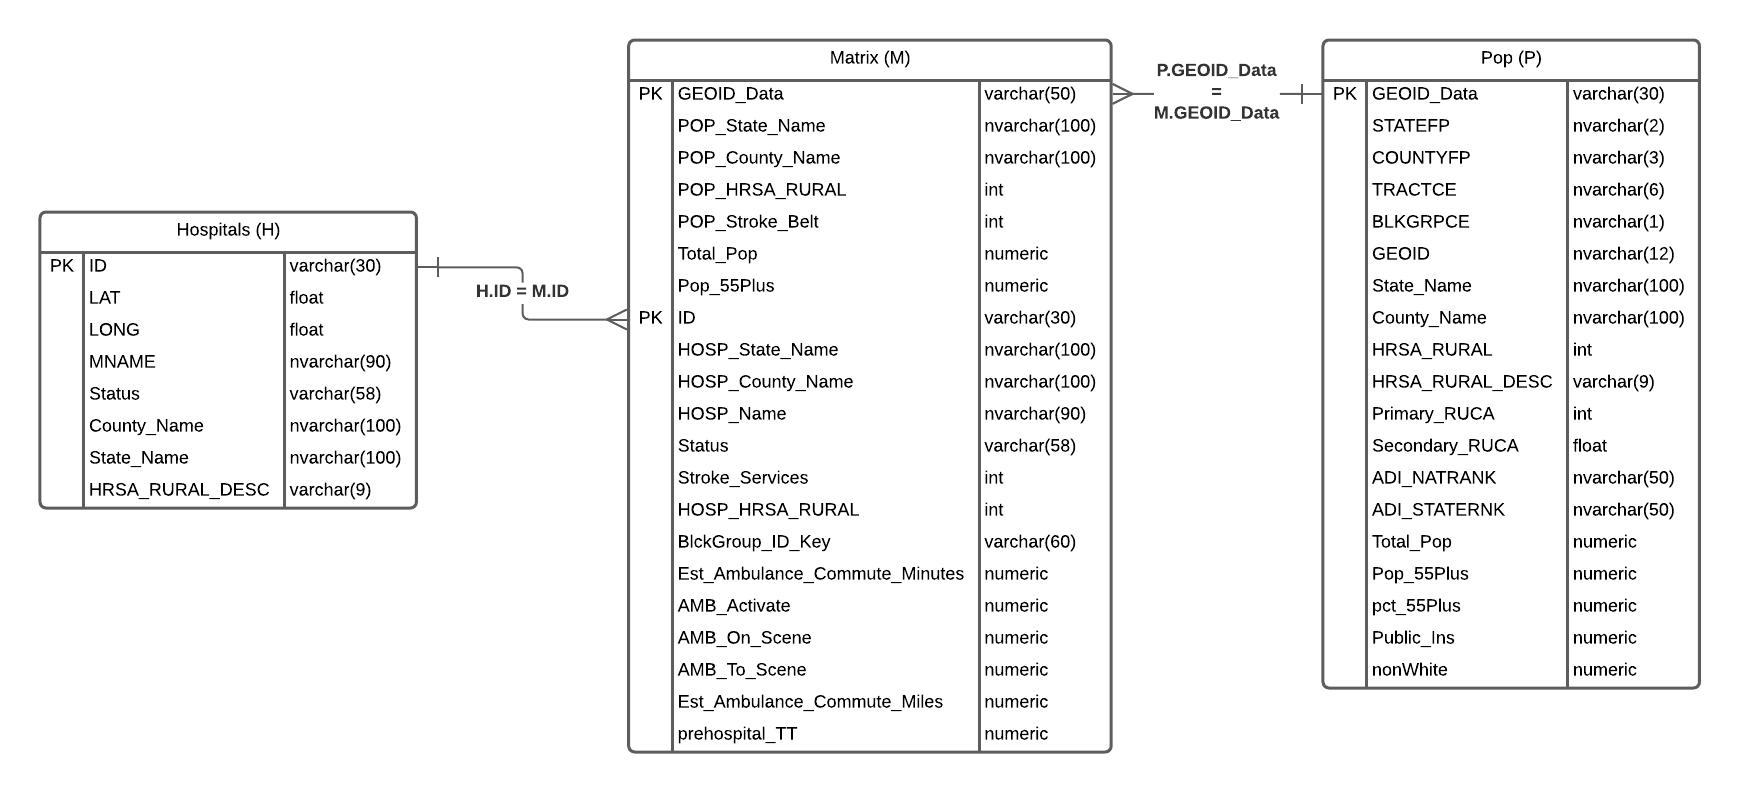 Hospitals (H)
PK ID varchar(30)
LAT float
LONG float
MNAME nvarchar(90)
Status varchar(58)
County_Name nvarchar(100)
State_Name nvarchar(100)
HRSA_RURAL_DESC varchar(9)
H.ID = M.ID
Matrix (M)
PK GEOID_Data varchar(50)
POP_State_Name nvarchar(100)
POP_County_Name nvarchar(100)
POP_HRSA_RURAL int
POP_Stroke_Belt int
Total_Pop numeric
Pop_55Plus numeric
PK ID varchar(30)
HOSP_State_Name nvarchar(100)
HOSP_County_Name nvarchar(100)
HOSP_Name nvarchar(90)
Status varchar(58)
Stroke_Services int
HOSP_HRSA_RURAL int
BlckGroup_ID_Key varchar(60)
Est_Ambulance_Commute_Minutes numeric
AMB_Activate numeric
AMB_On_Scene numeric
AMB_To_Scene numeric
Est_Ambulance_Commute_Miles numeric
prehospital_TT numeric
P.GEOID_Data
=
M.GEOID_Data
Pop (P)
PK GEOID_Data varchar(30)
STATEFP nvarchar(2)
COUNTYFP nvarchar(3)
TRACTCE nvarchar(6)
BLKGRPCE nvarchar(1)
GEOID nvarchar(12)
State_Name nvarchar(100)
County_Name nvarchar(100)
HRSA_RURAL int
HRSA_RURAL_DESC varchar(9)
Primary_RUCA int
Secondary_RUCA float
ADI_NATRANK nvarchar(50)
ADI_STATERNK nvarchar(50)
Total_Pop numeric
Pop_55Plus numeric
pct_55Plus numeric
Public_Ins numeric
nonWhite numeric